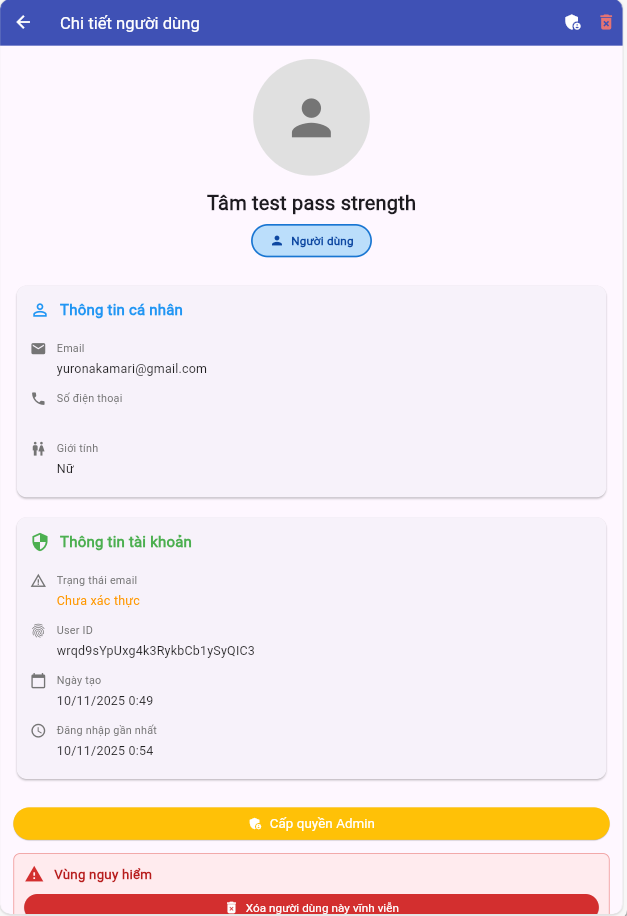 Chi tiết người dùng
Tâm test pass strength
Người dùng
Thông tin cá nhân
Email
yuronakamari@gmail.com
Số điện thoại
Giới tính
Nữ
Thông tin tài khoản
Trạng thái email
Chưa xác thực
User ID
wrqd9sYpUxg4k3RykbCb1ySyQIC3
Ngày tạo
10/11/2025 0:49
Đăng nhập gần nhất
10/11/2025 0:54
Cấp quyền Admin
Vùng nguy hiểm
Xóa người dùng này vĩnh viễn